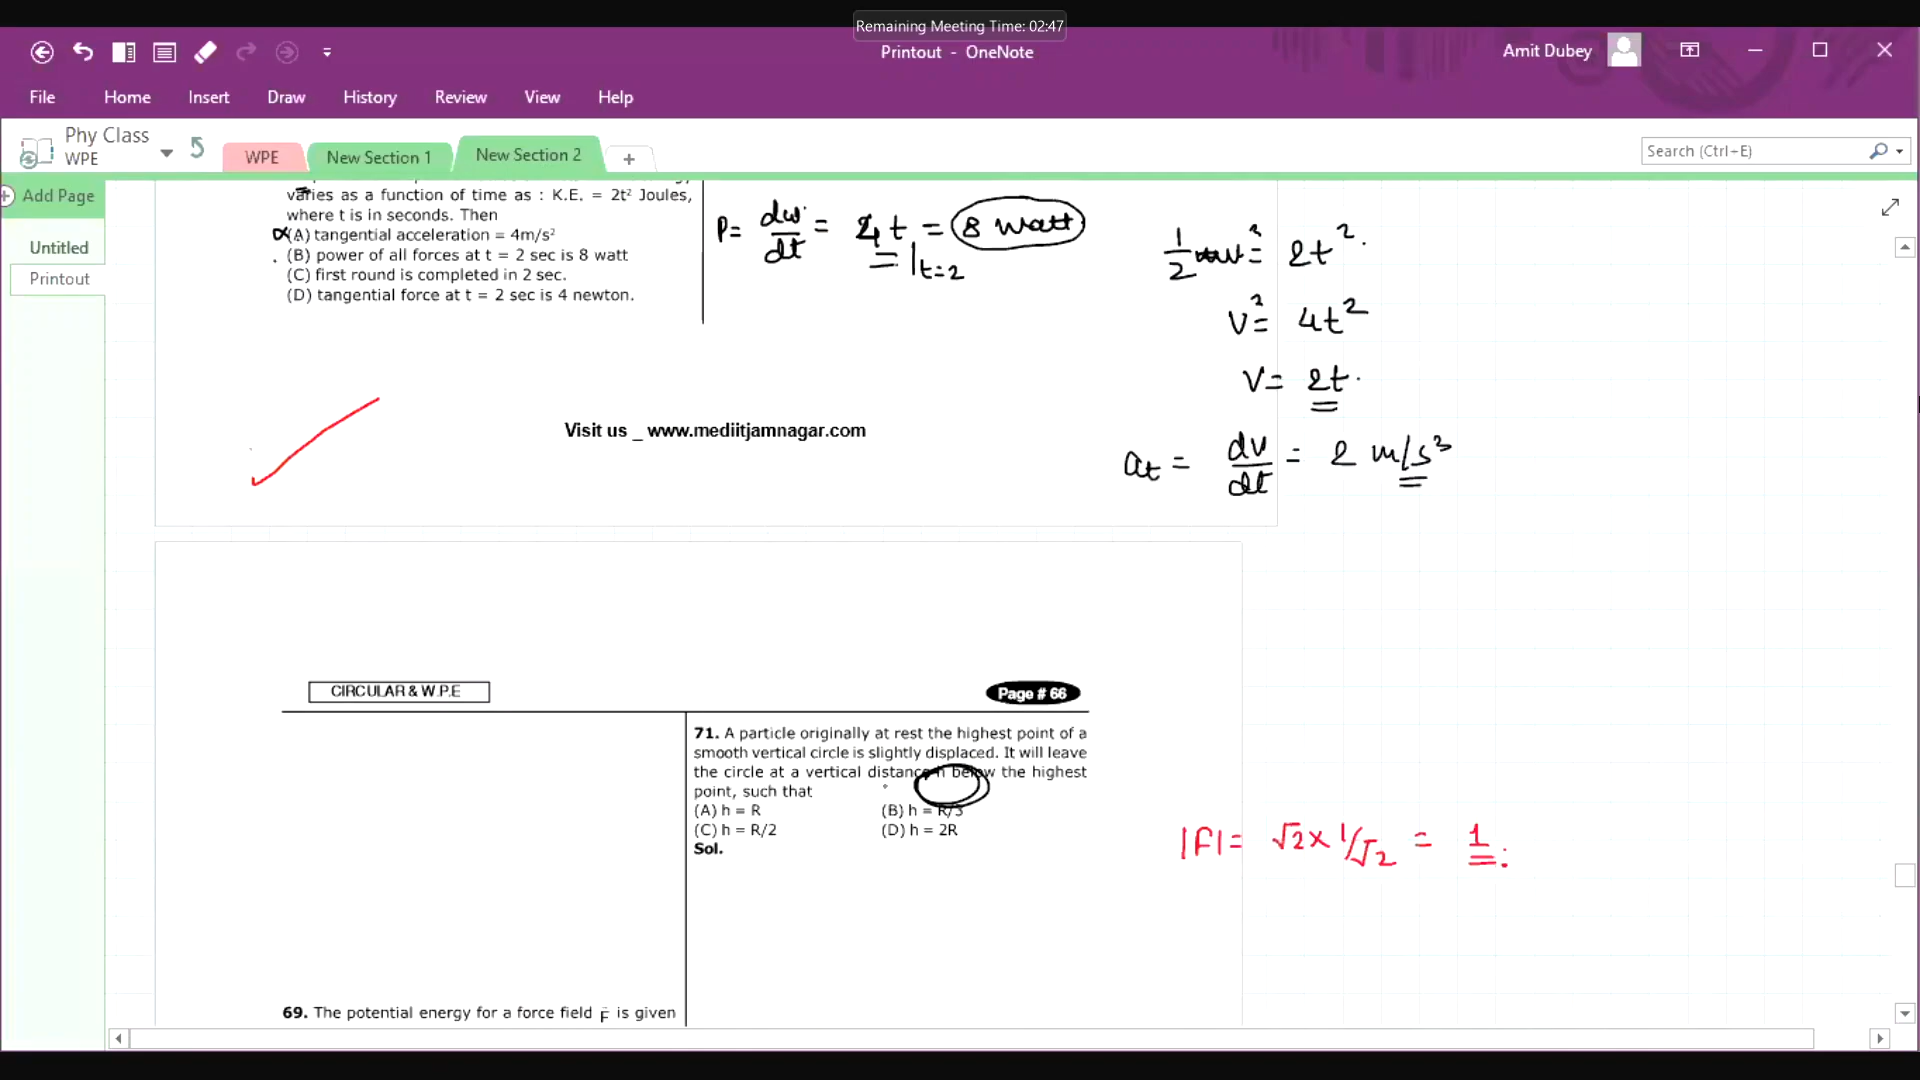 Remaining Meeting Time: 02:47
Printout - OneNote
Amit Dubey
File Home Insert Draw History Review View Help
Phy Class
WPE
WPE
New Section 1
New Section 2
Search (Ctrl+E)
Add Page
Untitled
Printout
varies as a function of time as : K.E. = 2t² Joules,
where t is in seconds. Then
(A) tangential acceleration = 4m/s²
(B) power of all forces at t = 2 sec is 8 watt
(C) first round is completed in 2 sec.
(D) tangential force at t = 2 sec is 4 newton.
P = dw/dt = 4t = 8 watt
t=2
1/2 v² = 2t².
v² = 4t²
v = 2t.
at = dv/dt = 2 m/s²
Visit us _ www.mediitjamnagar.com
CIRCULAR & W.P.E
Page # 66
71. A particle originally at rest the highest point of a
smooth vertical circle is slightly displaced. It will leave
the circle at a vertical distance h below the highest
point, such that
(A) h = R (B) h = R/3
(C) h = R/2 (D) h = 2R
Sol.
|F| = √2 x 1/√2 = 1
69. The potential energy for a force field F is given